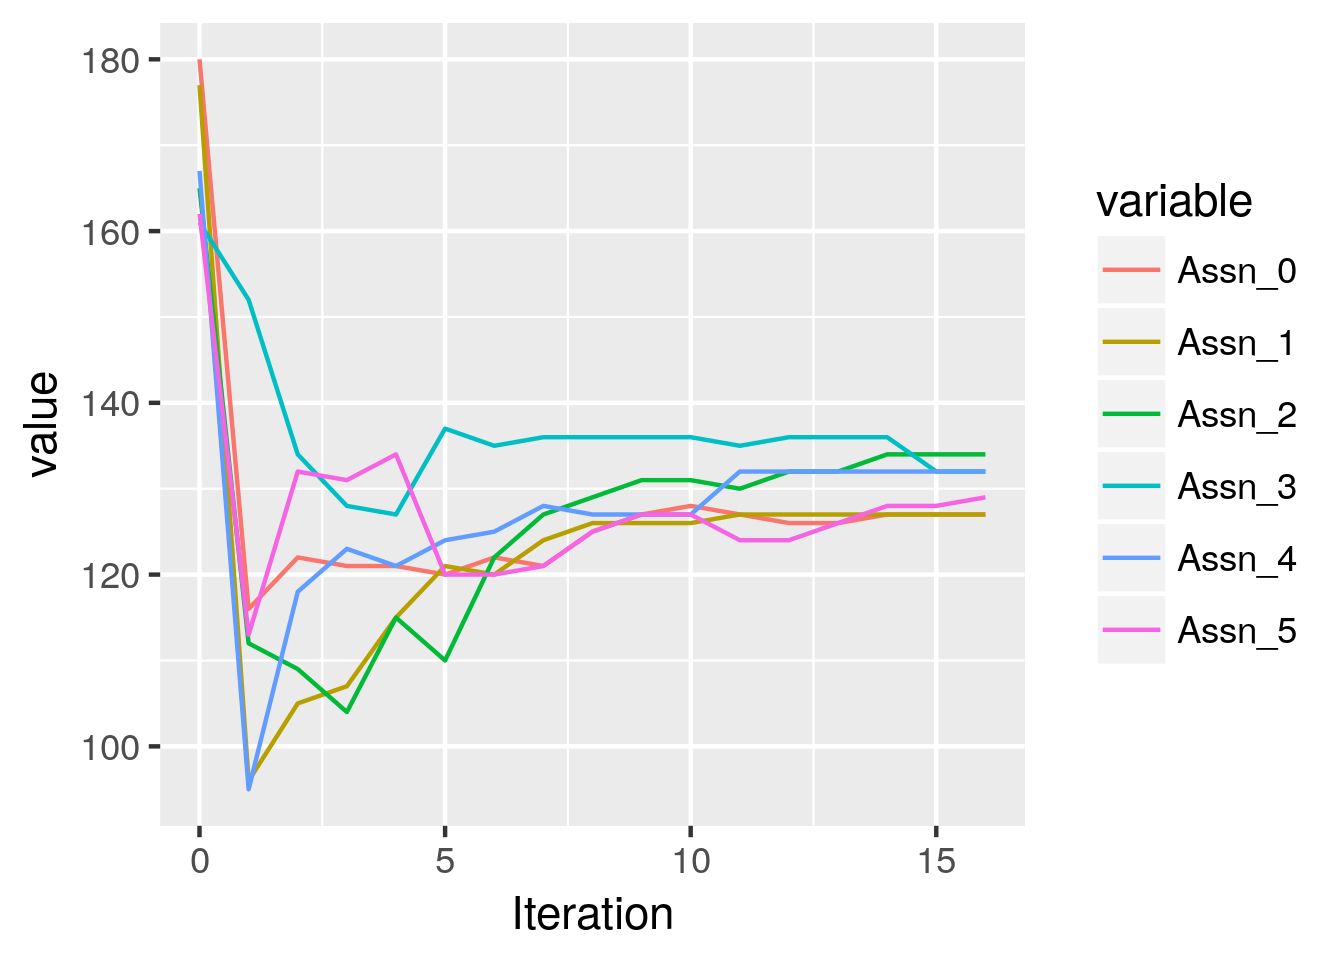 180
160
140
120
100
value
0 5 10 15
Iteration
variable
Assn_0
Assn_1
Assn_2
Assn_3
Assn_4
Assn_5